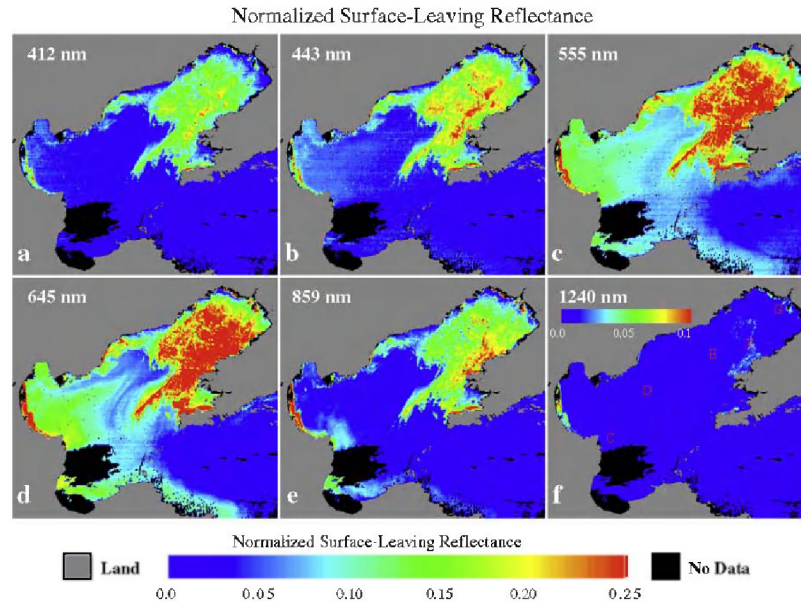 Normalized Surface-Leaving Reflectance
412 nm
443 nm
555 nm
a
b
c
645 nm
859 nm
1240 nm
0.0
0.05
0.1
G
E
D
C
d
e
f
Normalized Surface-Leaving Reflectance
Land
No Data
0.0
0.05
0.10
0.15
0.20
0.25